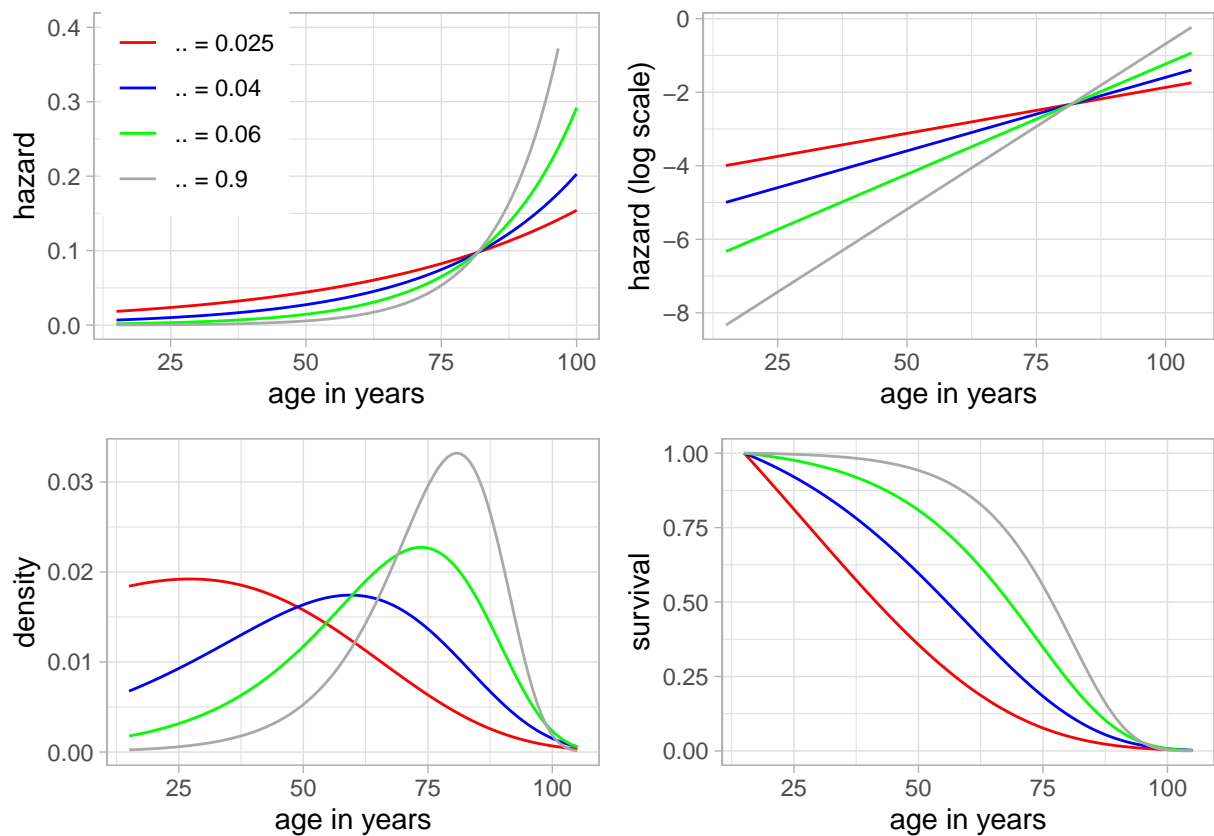 0.4
0.3
0.2
0.1
0.0
hazard
.. = 0.025
.. = 0.04
.. = 0.06
.. = 0.9
25 50 75 100
age in years
0
−2
−4
−6
−8
hazard (log scale)
25 50 75 100
age in years
0.03
0.02
0.01
0.00
density
25 50 75 100
age in years
1.00
0.75
0.50
0.25
0.00
survival
25 50 75 100
age in years